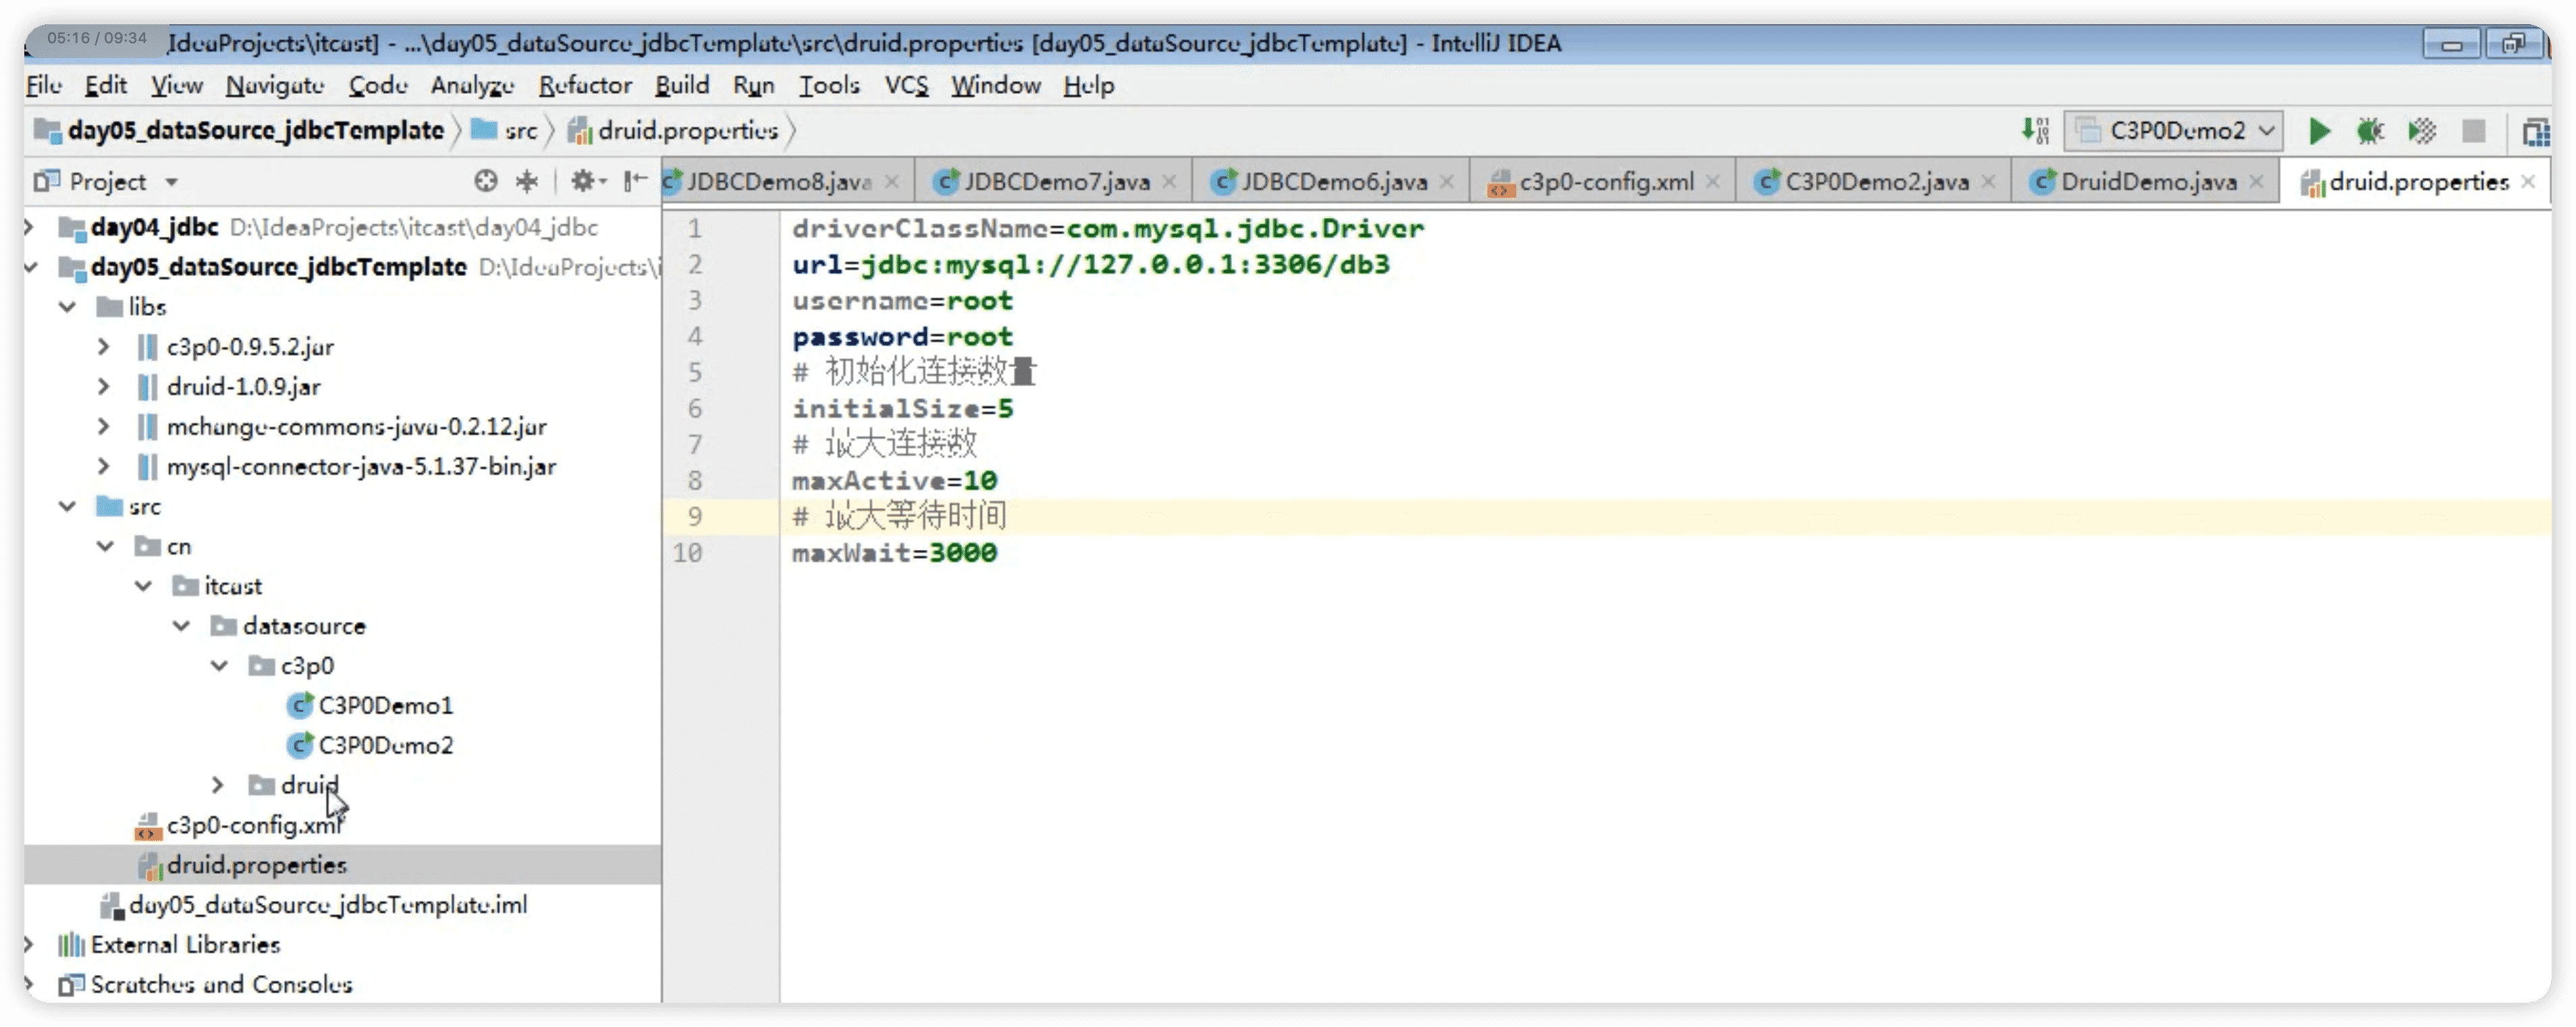 05:16 / 09:34
IdeaProjects\itcast] - ...\day05_dataSource_jdbcTemplate\src\druid.properties [day05_dataSource_jdbcTemplate] - IntelliJ IDEA
File Edit View Navigate Code Analyze Refactor Build Run Tools VCS Window Help
day05_dataSource_jdbcTemplate src druid.properties
C3P0Demo2
Project
JDBCDemo8.java JDBCDemo7.java JDBCDemo6.java c3p0-config.xml C3P0Demo2.java DruidDemo.java druid.properties
day04_jdbc D:\IdeaProjects\itcast\day04_jdbc
day05_dataSource_jdbcTemplate D:\IdeaProjects\i
libs
c3p0-0.9.5.2.jar
druid-1.0.9.jar
mchange-commons-java-0.2.12.jar
mysql-connector-java-5.1.37-bin.jar
src
cn
itcast
datasource
c3p0
C3P0Demo1
C3P0Demo2
druid
c3p0-config.xml
druid.properties
day05_dataSource_jdbcTemplate.iml
External Libraries
Scratches and Consoles
1 driverClassName=com.mysql.jdbc.Driver
2 url=jdbc:mysql://127.0.0.1:3306/db3
3 username=root
4 password=root
5 # 初始化连接数量
6 initialSize=5
7 # 最大连接数
8 maxActive=10
9 # 最大等待时间
10 maxWait=3000